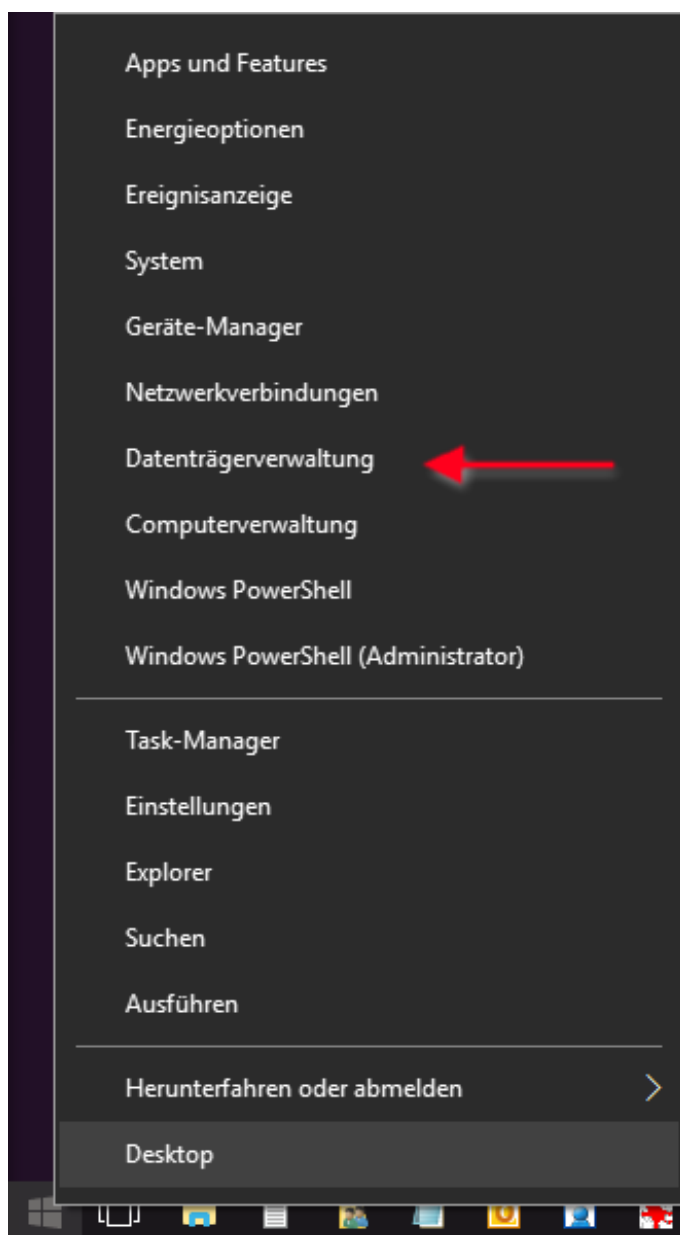 Apps und Features
Energieoptionen
Ereignisanzeige
System
Geräte-Manager
Netzwerkverbindungen
Datenträgerverwaltung
Computerverwaltung
Windows PowerShell
Windows PowerShell (Administrator)
Task-Manager
Einstellungen
Explorer
Suchen
Ausführen
Herunterfahren oder abmelden
Desktop